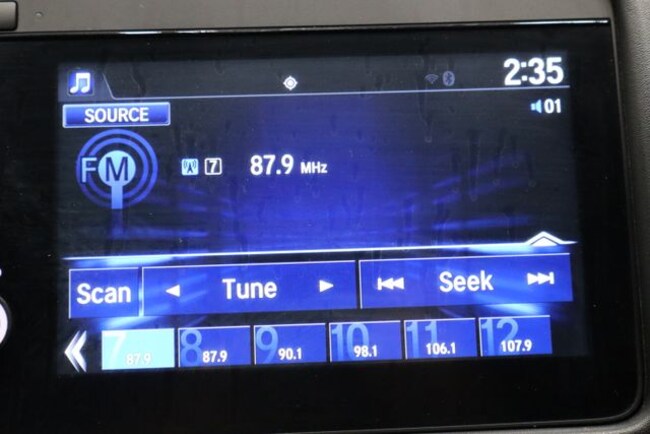 2:35
SOURCE
01
FM
7 87.9 MHz
Scan Tune Seek
7 8 9 10 11 12
87.9 87.9 90.1 98.1 106.1 107.9